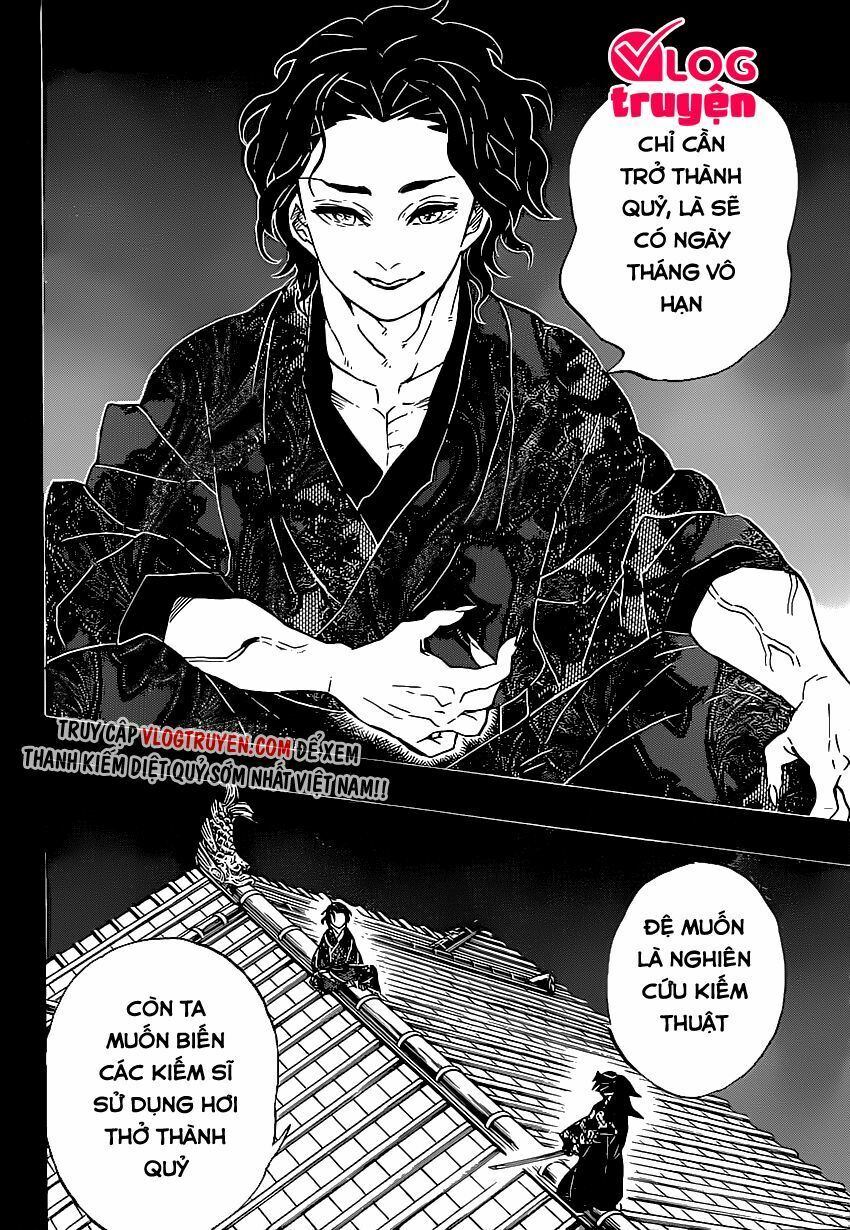 VLOG
truyện
CHỈ CẦN
TRỞ THÀNH
QUỶ, LÀ SẼ
CÓ NGÀY
THÁNG VÔ
HẠN
TRUY CẬP VLOGTRUYEN.COM ĐỂ XEM
THANH KIẾM DIỆT QUỶ SỚM NHẤT VIỆT NAM!!
ĐỆ MUỐN
LÀ NGHIÊN
CỨU KIẾM
THUẬT
CÒN TA
MUỐN BIẾN
CÁC KIẾM SĨ
SỬ DỤNG HƠI
THỞ THÀNH
QUỶ